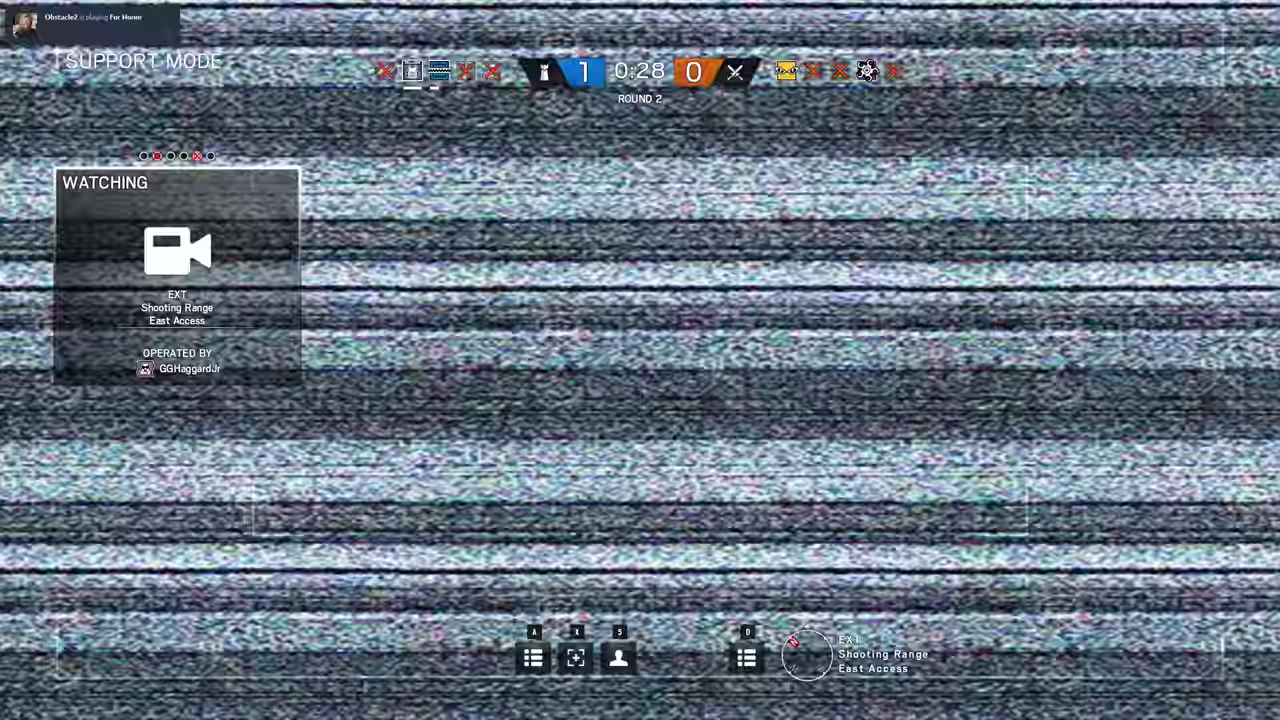 Obstacle2 is playing For Honor
SUPPORT MODE
1 0:28 0
ROUND 2
WATCHING
EXT
Shooting Range
East Access
OPERATED BY
GGHaggardJr
A X S D
N
EXT
Shooting Range
East Access